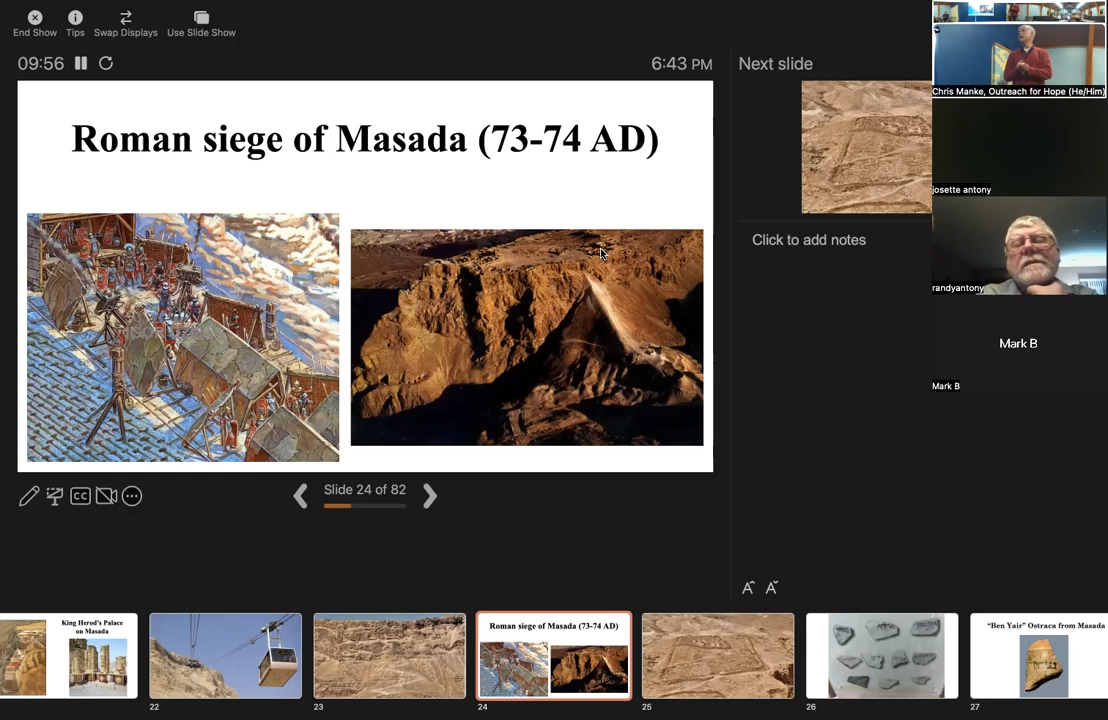 End Show
Tips
Swap Displays
Use Slide Show
09:56
6:43 PM
Next slide
Roman siege of Masada (73-74 AD)
Click to add notes
Chris Manke, Outreach for Hope (He/Him)
josette antony
randyantony
Mark B
Mark B
CC
Slide 24 of 82
A
A
King Herod's Palace
on Masada
Roman siege of Masada (73-74 AD)
"Ben Yair" Ostraca from Masada
22
23
24
25
26
27